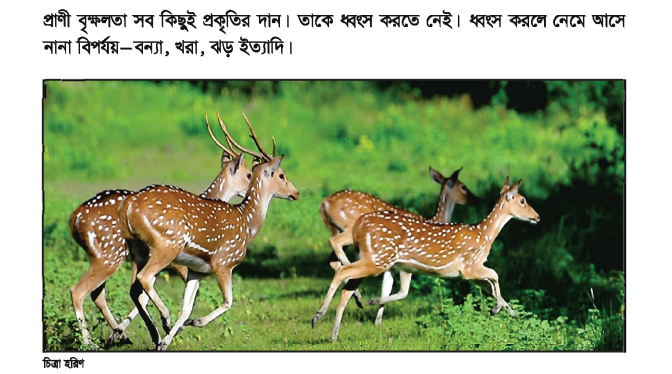 প্রাণী বৃক্ষলতা সব কিছুই প্রকৃতির দান। তাকে ধ্বংস করতে নেই। ধ্বংস করলে নেমে আসে
নানা বিপর্যয়—বন্যা, খরা, ঝড় ইত্যাদি।
চিত্রা হরিণ